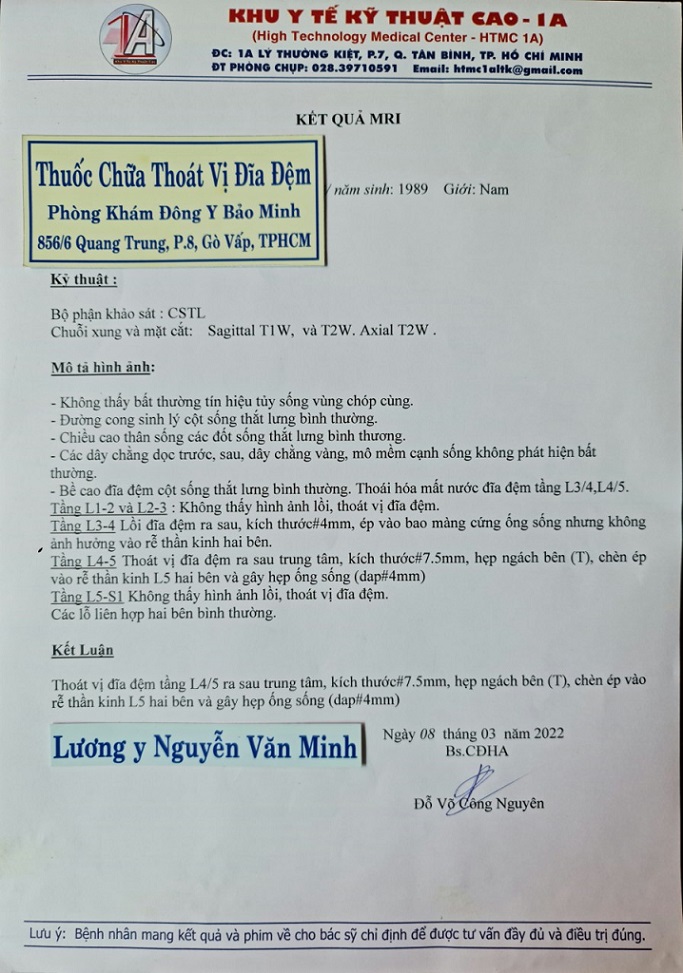 1A
KHU Y TẾ KỸ THUẬT CAO - 1A
(High Technology Medical Center - HTMC 1A)
ĐC: 1A LÝ THƯỜNG KIỆT, P.7, Q. TÂN BÌNH, TP. HỒ CHÍ MINH
ĐT PHÒNG CHỤP: 028.39710591 Email: htmc1altk@gmail.com
KẾT QUẢ MRI
Thuốc Chữa Thoát Vị Đĩa Đệm
Phòng Khám Đông Y Bảo Minh
856/6 Quang Trung, P.8, Gò Vấp, TPHCM
/ năm sinh: 1989 Giới: Nam
Kỹ thuật :
Bộ phận khảo sát : CSTL
Chuỗi xung và mặt cắt: Sagittal T1W, và T2W. Axial T2W .
Mô tả hình ảnh:
- Không thấy bất thường tín hiệu tủy sống vùng chóp cùng.
- Đường cong sinh lý cột sống thắt lưng bình thường.
- Chiều cao thân sống các đốt sống thắt lưng bình thương.
- Các dây chằng dọc trước, sau, dây chằng vàng, mô mềm cạnh sống không phát hiện bất
thường.
- Bề cao đĩa đệm cột sống thắt lưng bình thường. Thoái hóa mất nước đĩa đệm tầng L3/4,L4/5.
Tầng L1-2 và L2-3 : Không thấy hình ảnh lồi, thoát vị đĩa đệm.
Tầng L3-4 Lồi đĩa đệm ra sau, kích thước#4mm, ép vào bao màng cứng ống sống nhưng không
ảnh hưởng vào rễ thần kinh hai bên.
Tầng L4-5 Thoát vị đĩa đệm ra sau trung tâm, kích thước#7.5mm, hẹp ngách bên (T), chèn ép
vào rễ thần kinh L5 hai bên và gây hẹp ống sống (dap#4mm)
Tầng L5-S1 Không thấy hình ảnh lồi, thoát vị đĩa đệm.
Các lỗ liên hợp hai bên bình thường.
Kết Luận
Thoát vị đĩa đệm tầng L4/5 ra sau trung tâm, kích thước#7.5mm, hẹp ngách bên (T), chèn ép vào
rễ thần kinh L5 hai bên và gây hẹp ống sống (dap#4mm)
Lương y Nguyễn Văn Minh
Ngày 08 tháng 03 năm 2022
Bs.CĐHA
Đỗ Võ Công Nguyên
Lưu ý: Bệnh nhân mang kết quả và phim về cho bác sỹ chỉ định để được tư vấn đầy đủ và điều trị đúng.